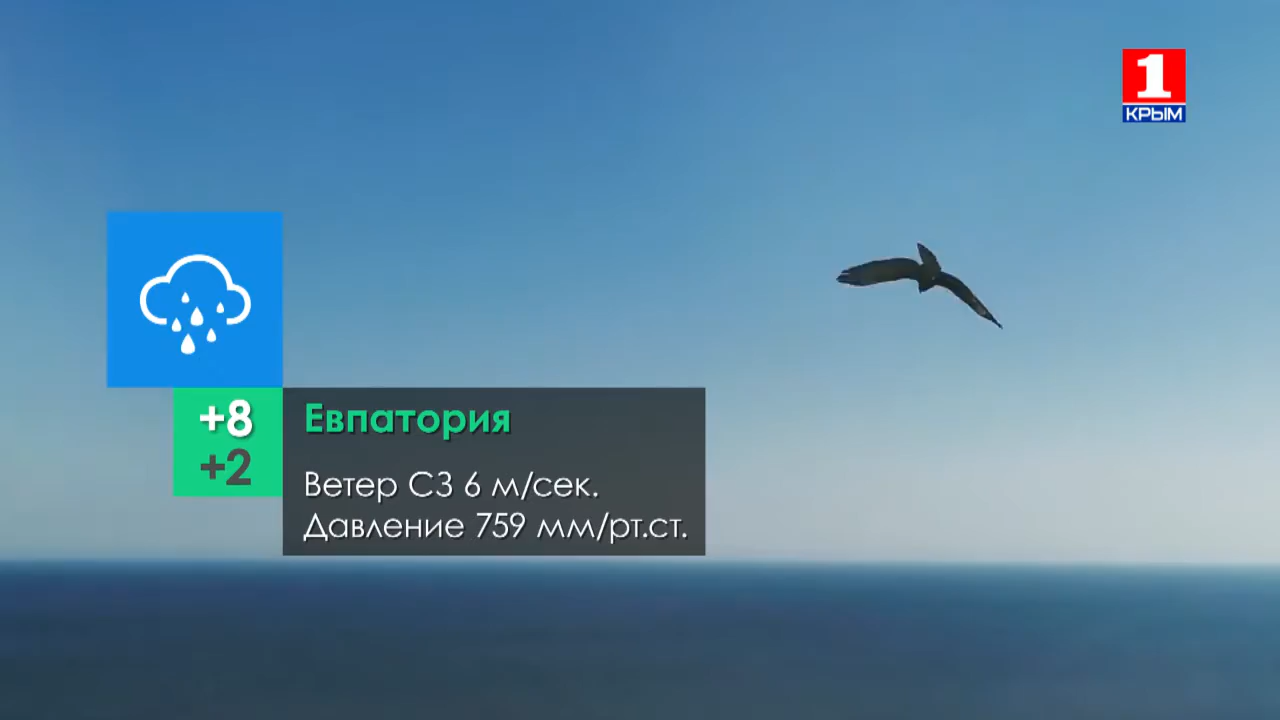 1
КРЫМ
+8
+2
Евпатория
Ветер СЗ 6 м/сек.
Давление 759 мм/рт.ст.